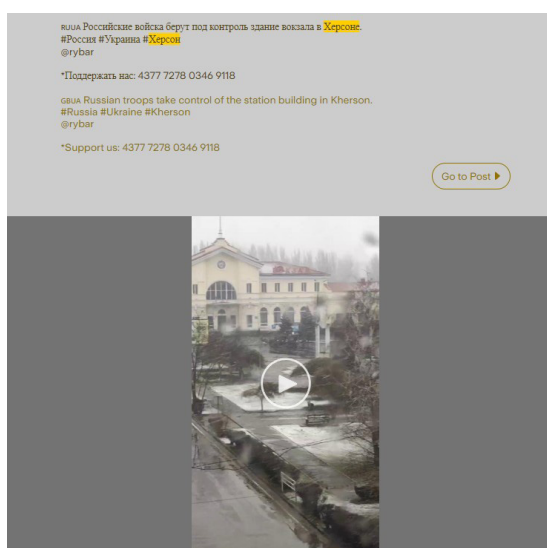 RUUA Российские войска берут под контроль здание вокзала в Херсоне.
#Россия #Украина #Херсон
@rybar
*Поддержать нас: 4377 7278 0346 9118
GBUA Russian troops take control of the station building in Kherson.
#Russia #Ukraine #Kherson
@rybar
*Support us: 4377 7278 0346 9118
Go to Post